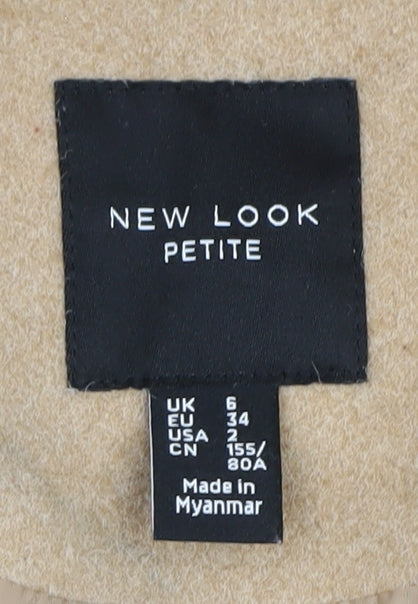 NEW LOOK
PETITE
UK 6
EU 34
USA 2
CN 155/
80A
Made in
Myanmar